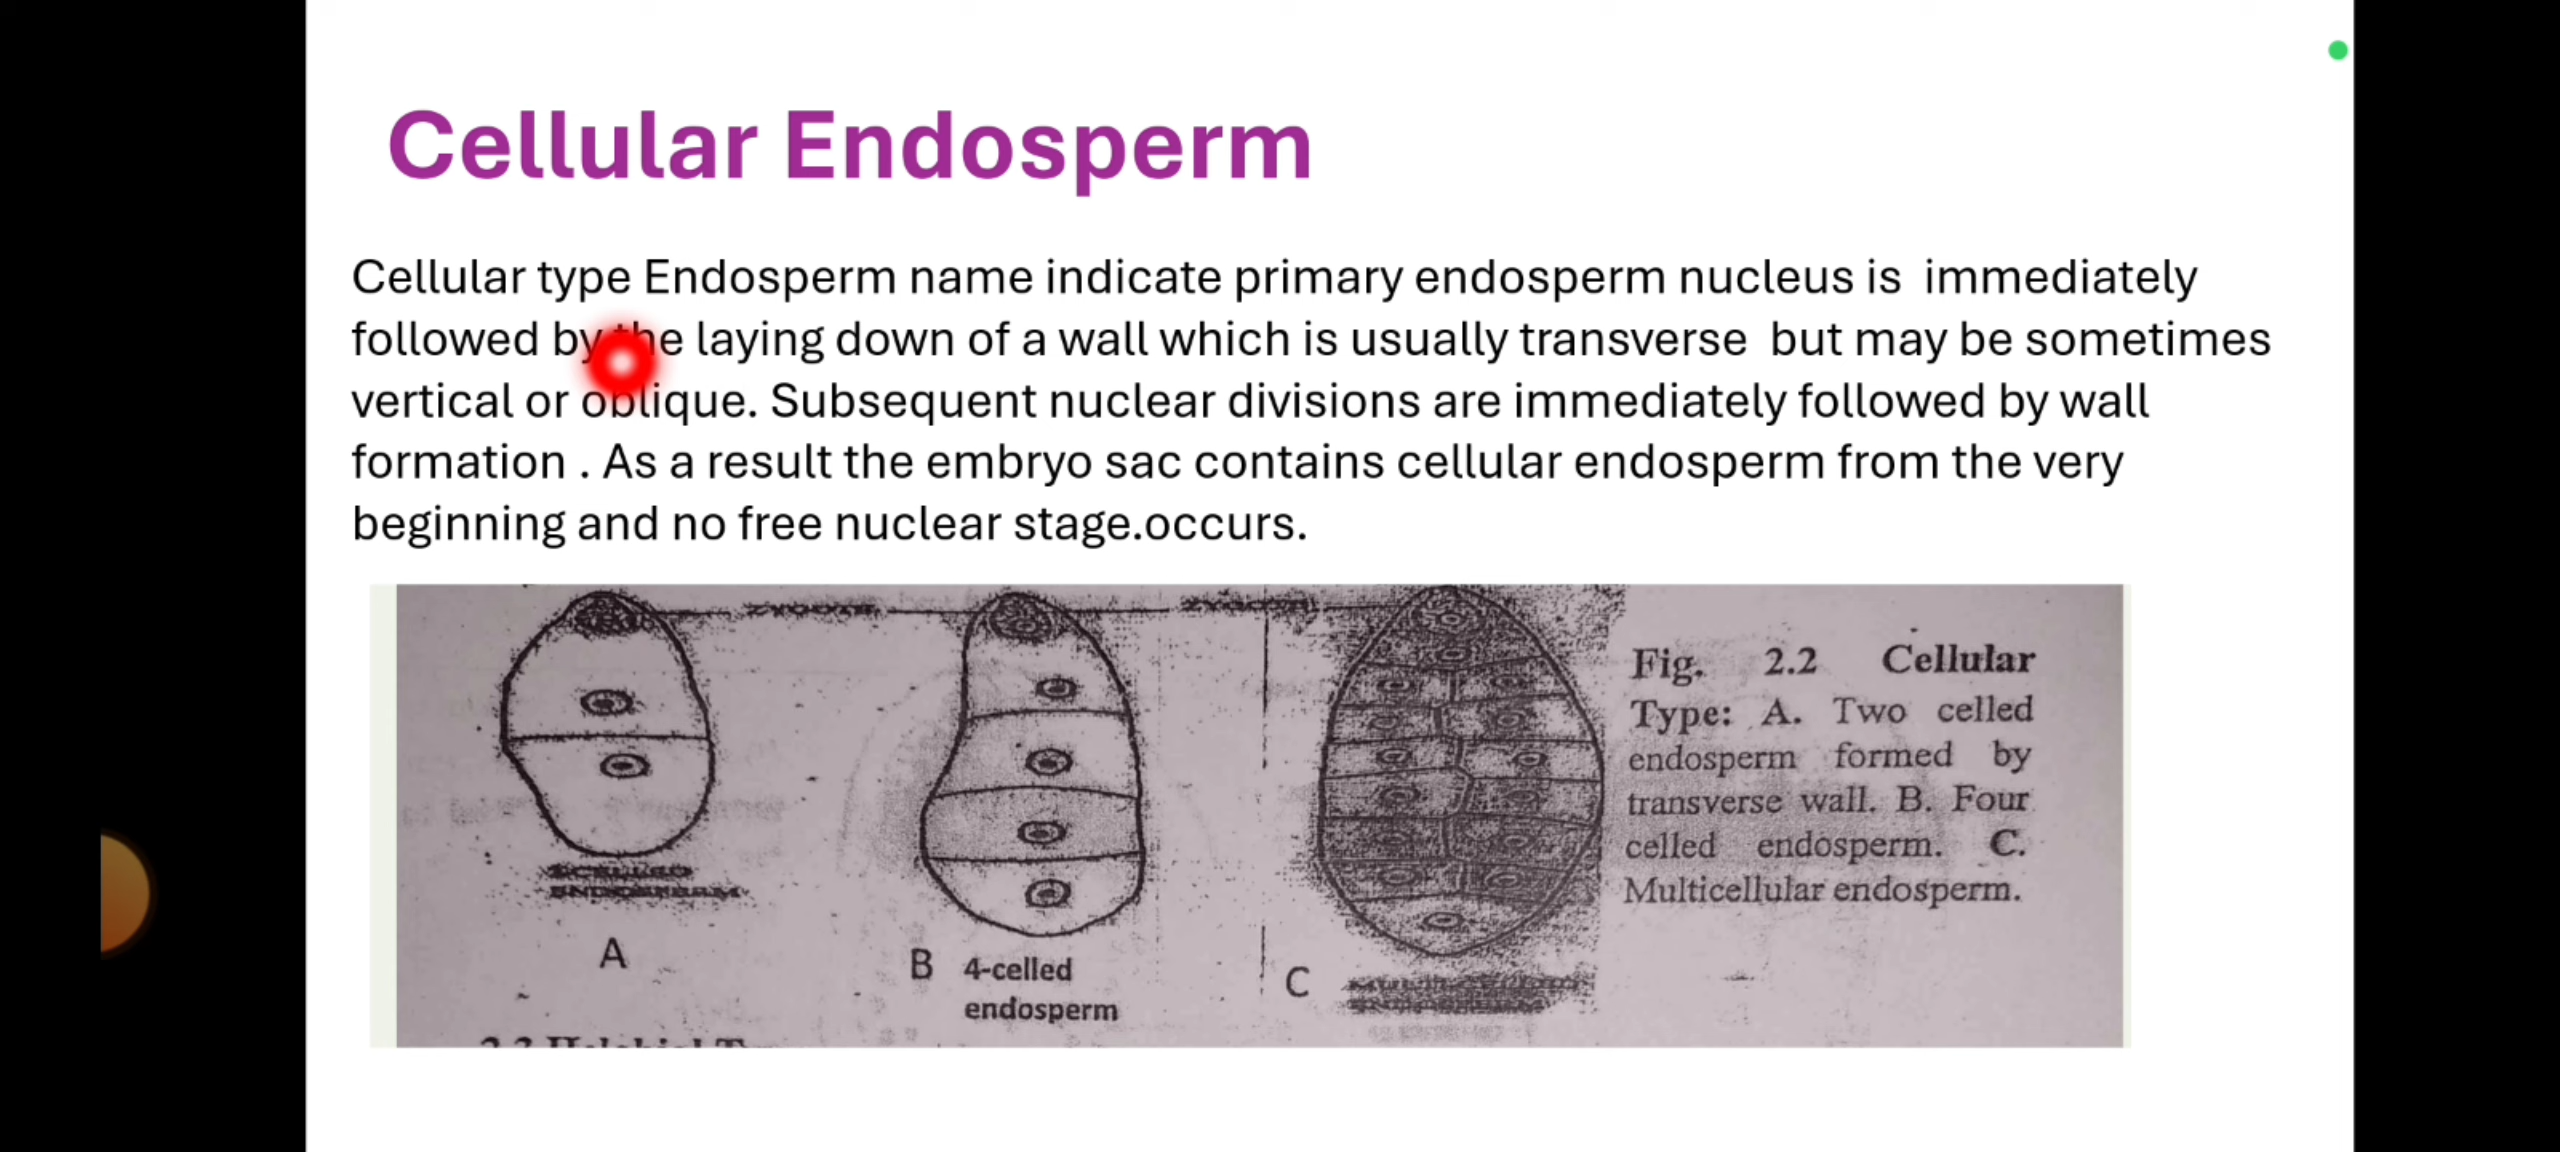 Cellular Endosperm
Cellular type Endosperm name indicate primary endosperm nucleus is immediately
followed by the laying down of a wall which is usually transverse but may be sometimes
vertical or oblique. Subsequent nuclear divisions are immediately followed by wall
formation . As a result the embryo sac contains cellular endosperm from the very
beginning and no free nuclear stage.occurs.
ZYGOTE
Fig. 2.2 Cellular
Type: A. Two celled
endosperm formed by
transverse wall. B. Four
celled endosperm. C.
Multicellular endosperm.
ENDOSPERM
A
B 4-celled
endosperm
C